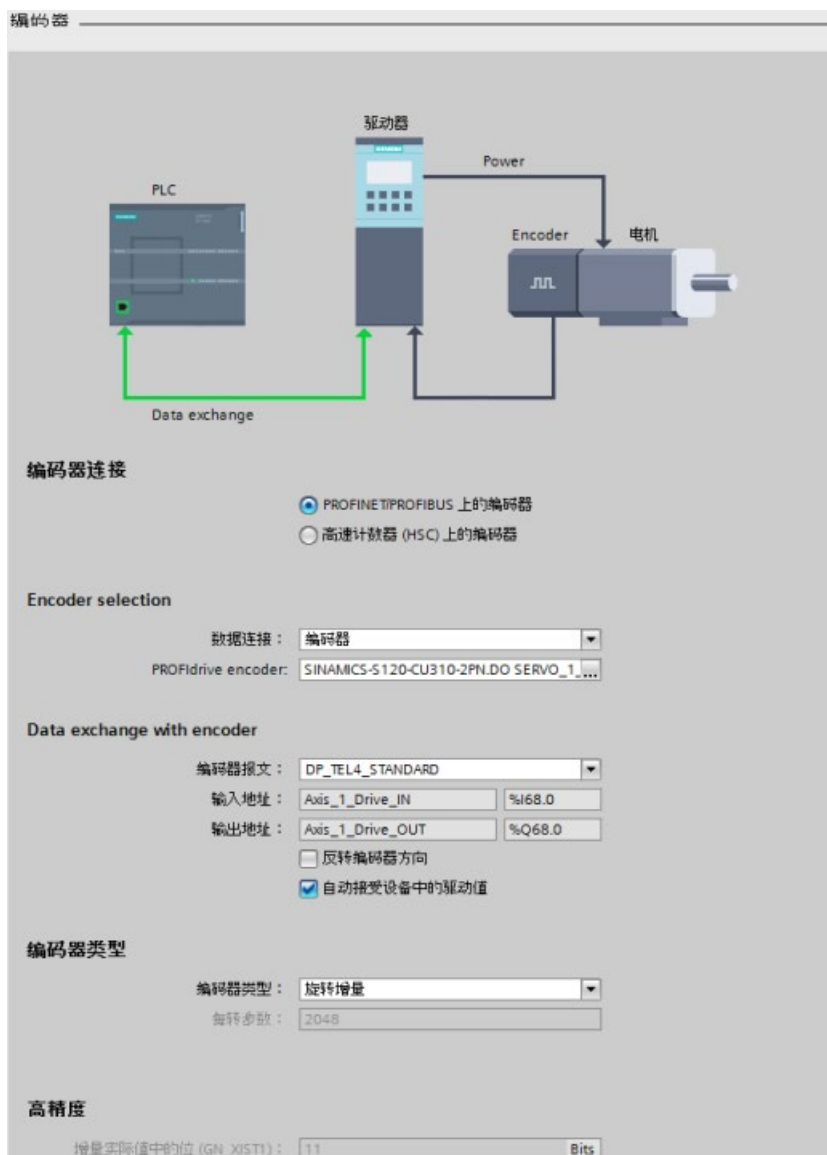 编码器
驱动器
SIEMENS
Power
PLC
SIEMENS
Encoder 电机
Data exchange
编码器连接
PROFINET/PROFIBUS 上的编码器
高速计数器 (HSC) 上的编码器
Encoder selection
数据连接： 编码器
PROFIdrive encoder: SINAMICS-S120-CU310-2PN.DO SERVO_1_ ...
Data exchange with encoder
编码器报文： DP_TEL4_STANDARD
输入地址： Axis_1_Drive_IN %I68.0
输出地址： Axis_1_Drive_OUT %Q68.0
反转编码器方向
自动接受设备中的驱动值
编码器类型
编码器类型： 旋转增量
每转步数： 2048
高精度
增量实际值中的位 (GN_XIST1)： 11 Bits